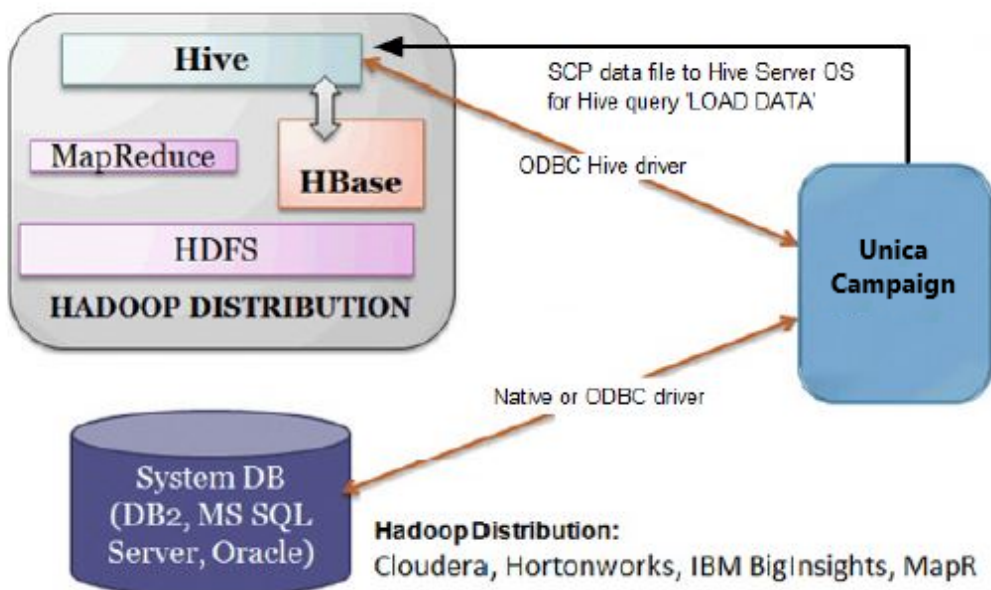 Hive
SCP data file to Hive Server OS
for Hive query 'LOAD DATA'
MapReduce
HBase
ODBC Hive driver
HDFS
HADOOP DISTRIBUTION
Unica
Campaign
Native or ODBC driver
System DB
(DB2, MS SQL
Server, Oracle)
Hadoop Distribution:
Cloudera, Hortonworks, IBM BigInsights, MapR